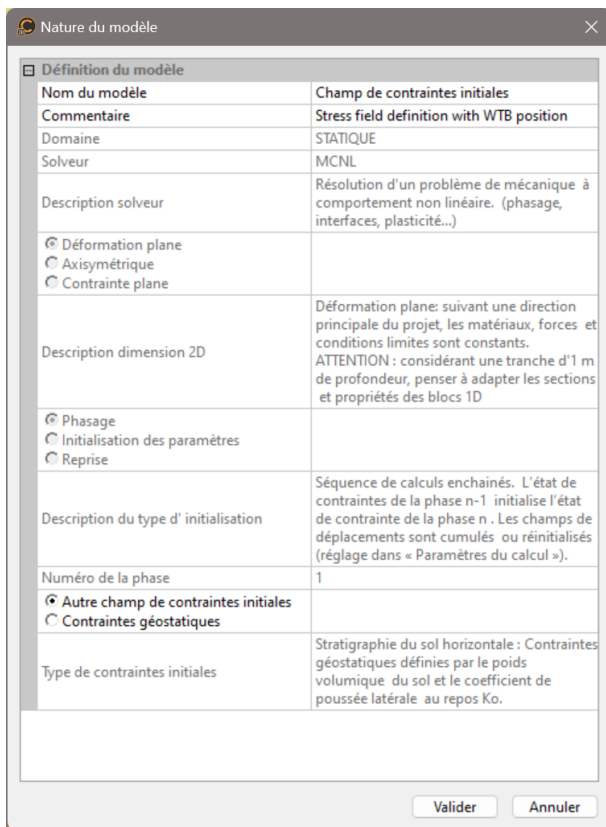 Nature du modèle
Définition du modèle
Nom du modèle Champ de contraintes initiales
Commentaire Stress field definition with WTB position
Domaine STATIQUE
Solveur MCNL
Description solveur
Résolution d'un problème de mécanique à
comportement non linéaire. (phasage,
interfaces, plasticité...)
Déformation plane
Axisymétrique
Contrainte plane
Description dimension 2D
Déformation plane: suivant une direction
principale du projet, les matériaux, forces et
conditions limites sont constants.
ATTENTION : considérant une tranche d'1 m
de profondeur, penser à adapter les sections
et propriétés des blocs 1D
Phasage
Initialisation des paramètres
Reprise
Description du type d' initialisation
Séquence de calculs enchainés. L'état de
contraintes de la phase n-1 initialise l'état
de contrainte de la phase n . Les champs de
déplacements sont cumulés ou réinitialisés
(réglage dans « Paramètres du calcul »).
Numéro de la phase 1
Autre champ de contraintes initiales
Contraintes géostatiques
Type de contraintes initiales
Stratigraphie du sol horizontale : Contraintes
géostatiques définies par le poids
volumique du sol et le coefficient de
poussée latérale au repos Ko.
Valider Annuler